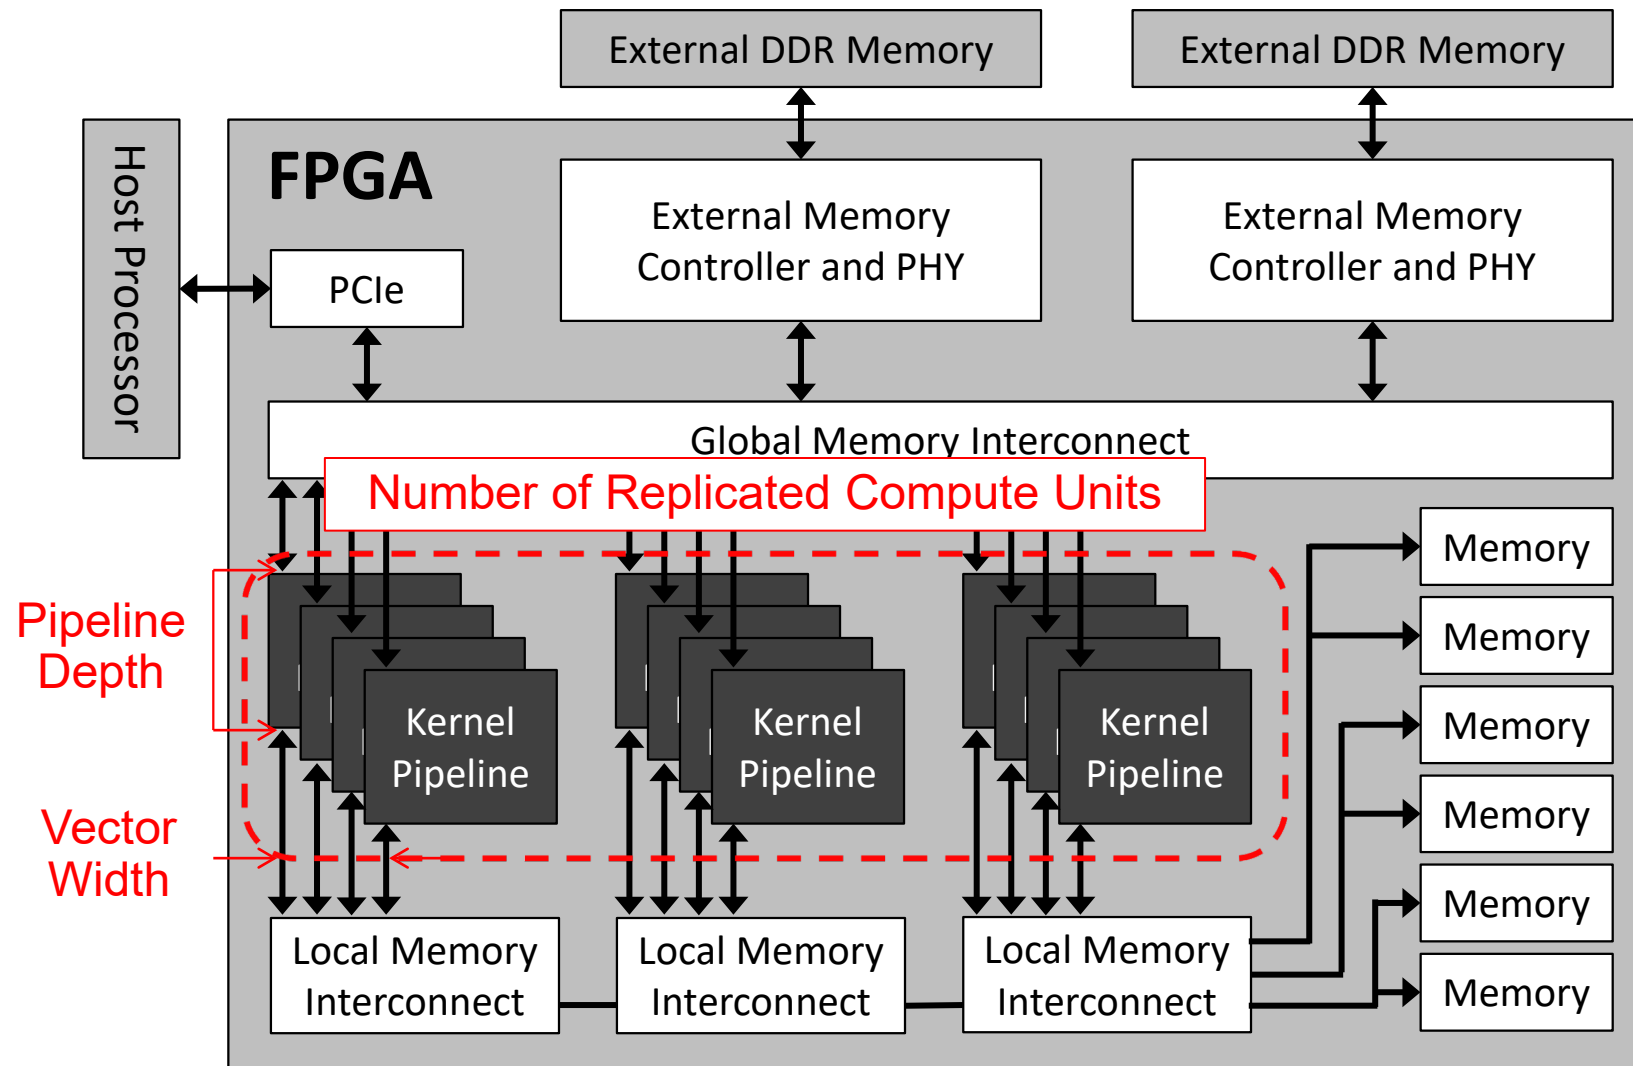 External DDR Memory
External DDR Memory
Host Processor
FPGA
External Memory
Controller and PHY
External Memory
Controller and PHY
PCIe
Global Memory Interconnect
Number of Replicated Compute Units
Pipeline
Depth
Kernel
Pipeline
Kernel
Pipeline
Kernel
Pipeline
Vector
Width
Local Memory
Interconnect
Local Memory
Interconnect
Local Memory
Interconnect
Memory
Memory
Memory
Memory
Memory
Memory